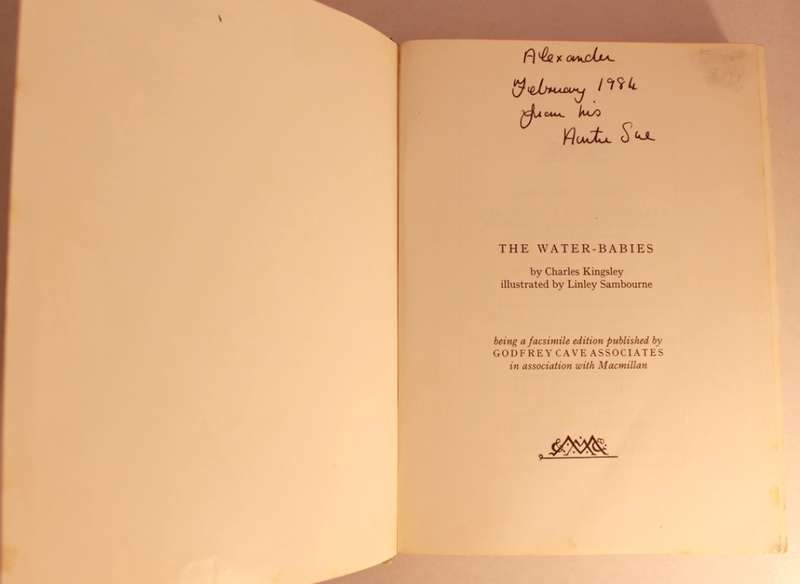 Alexander
February 1984
from his
Auntie Sue
THE WATER-BABIES
by Charles Kingsley
illustrated by Linley Sambourne
being a facsimile edition published by
GODFREY CAVE ASSOCIATES
in association with Macmillan